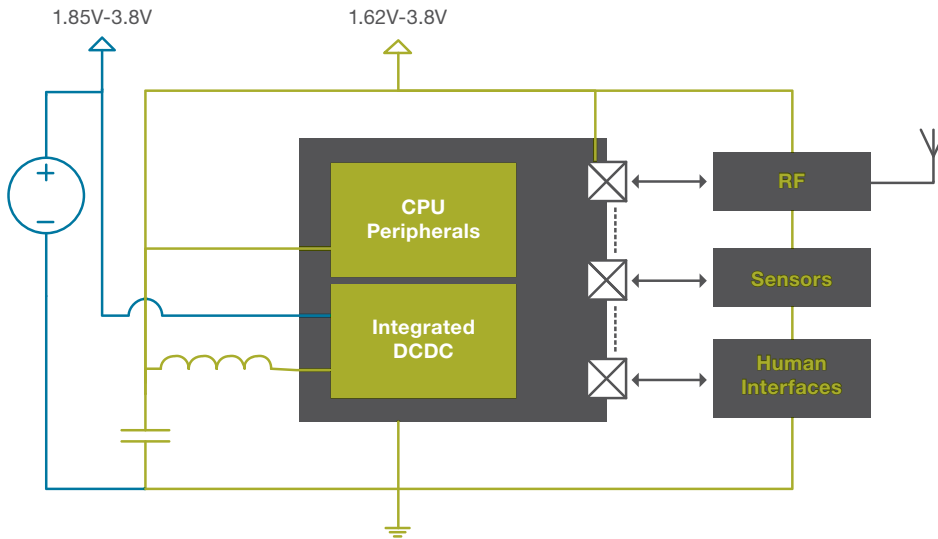 1.85V-3.8V
1.62V-3.8V
CPU
Peripherals
Integrated
DCDC
RF
Sensors
Human
Interfaces